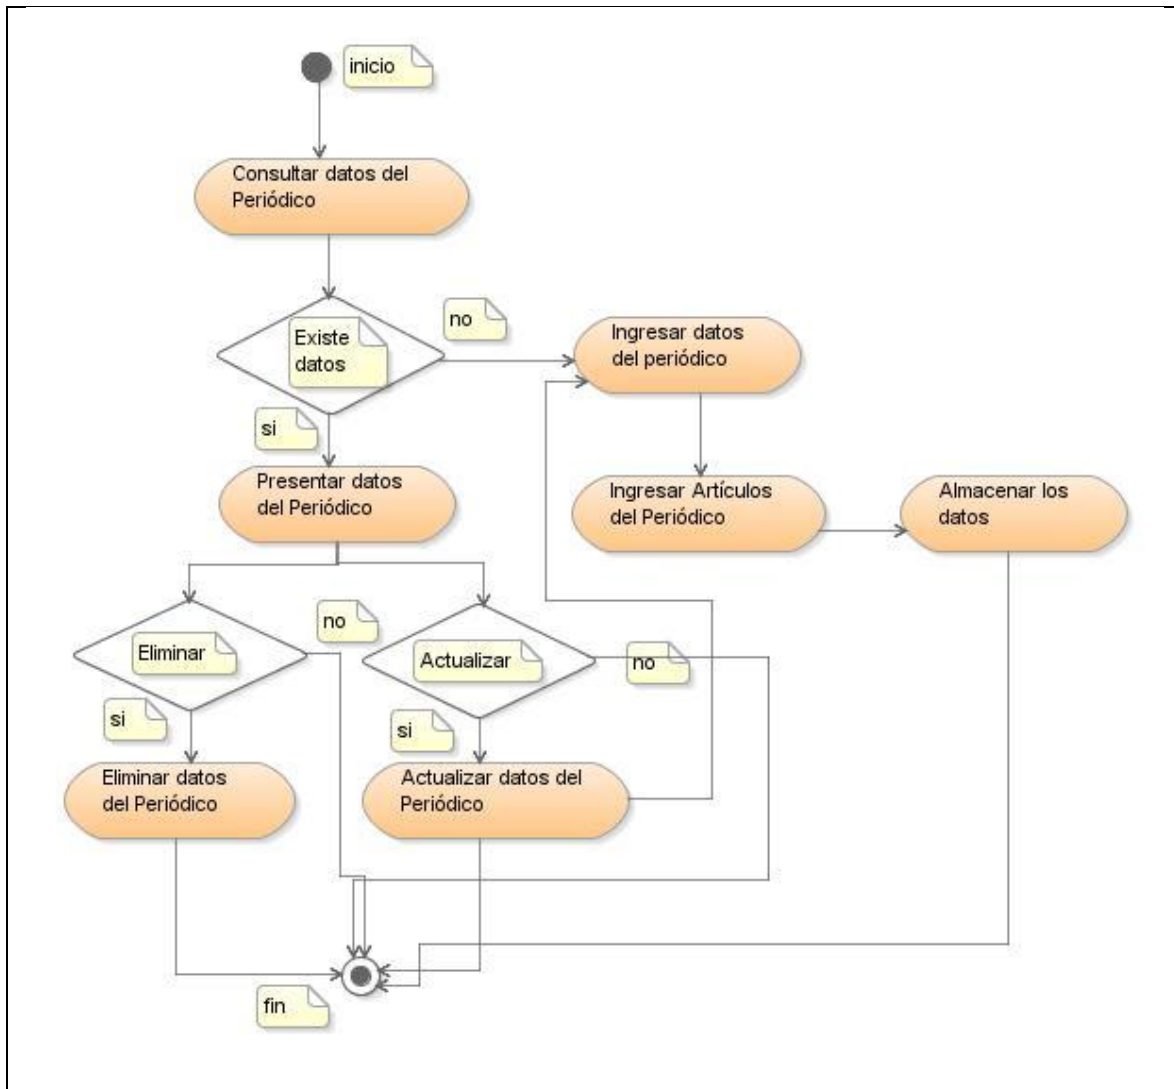 inicio
Consultar datos del
Periódico
Existe
datos
no
Ingresar datos
del periódico
si
Presentar datos
del Periódico
Ingresar Artículos
del Periódico
Almacenar los
datos
Eliminar
no
Actualizar
no
si
si
Eliminar datos
del Periódico
Actualizar datos del
Periódico
fin